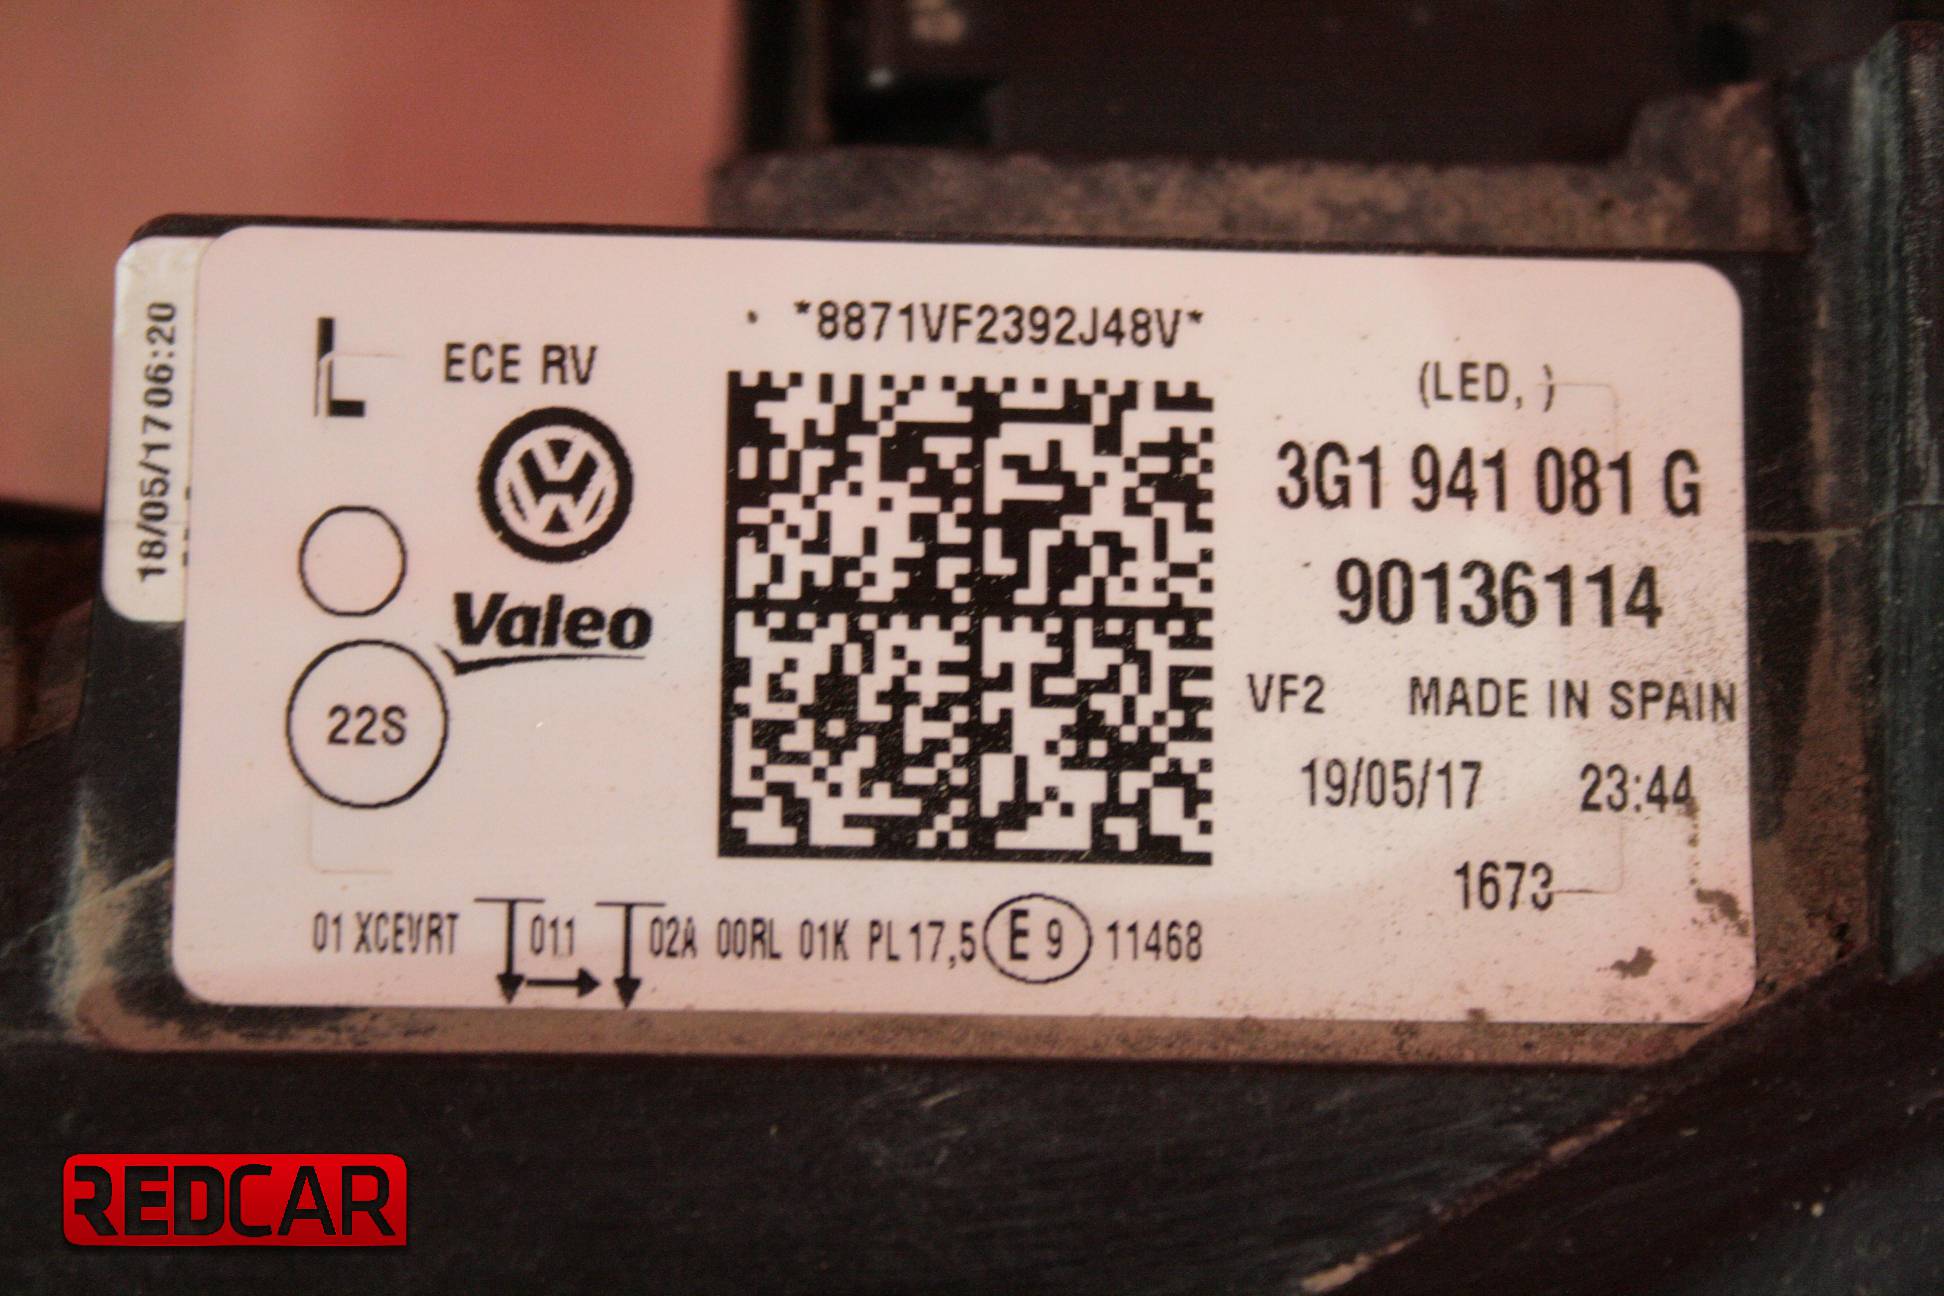 18/05/17 06:20
L
ECE RV
Valeo
22S
*8871VF2392J48V*
(LED, )
3G1 941 081 G
90136114
VF2 MADE IN SPAIN
19/05/17 23:44
1673
01 XCEVRT 011 02A 00RL 01K PL17,5 E 9 11468
REDCAR